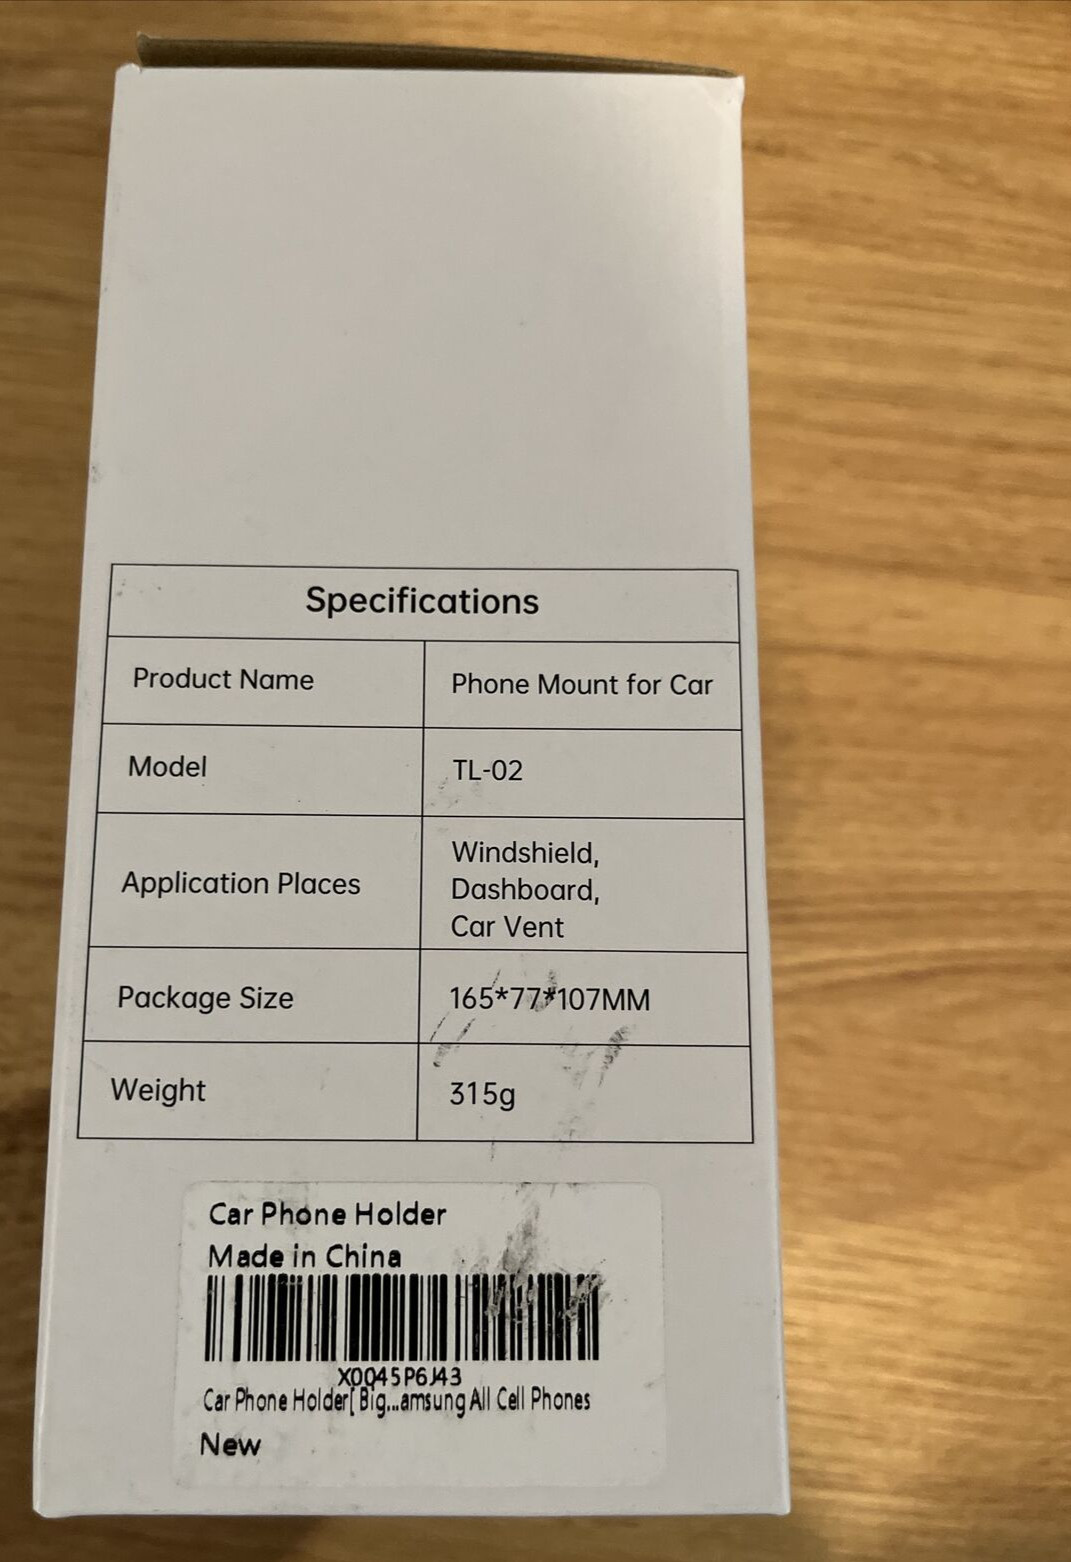 Specifications
Product Name Phone Mount for Car
Model TL-02
Application Places Windshield,
Dashboard,
Car Vent
Package Size 165*77*107MM
Weight 315g
Car Phone Holder
Made in China
X0045P6J43
Car Phone Holder[ Big...amsung All Cell Phones
New